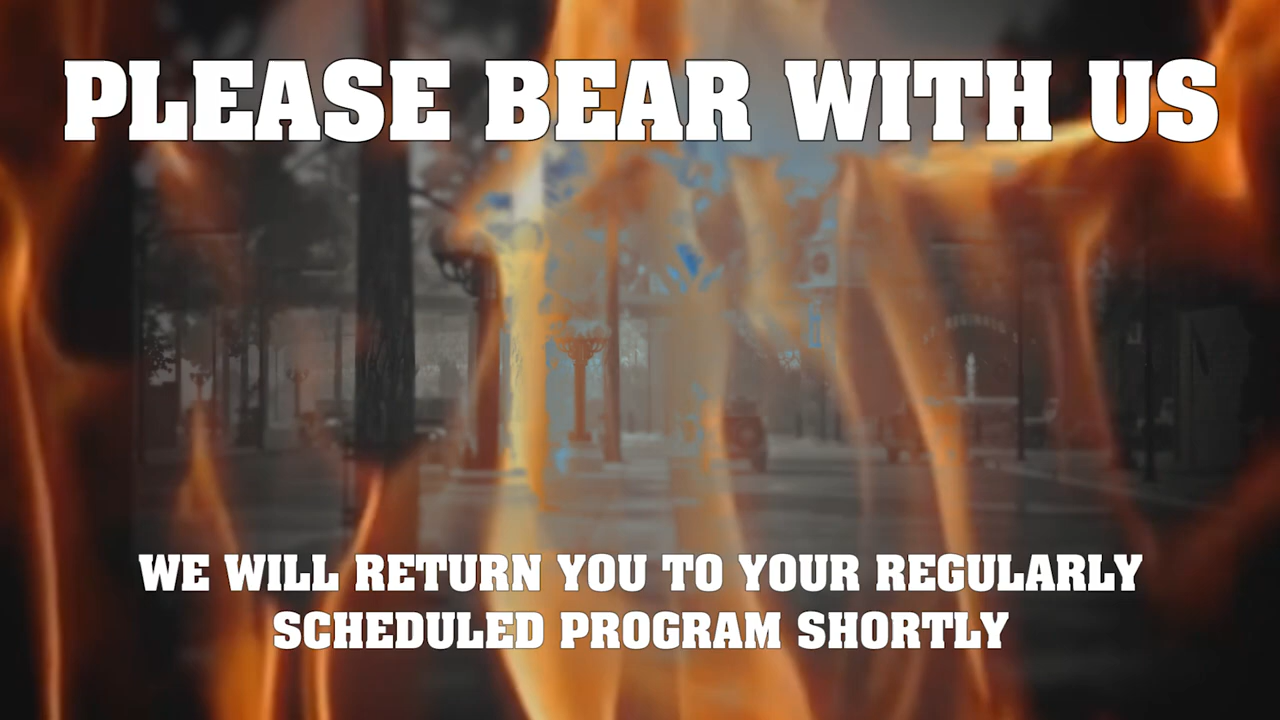 PLEASE BEAR WITH US
WE WILL RETURN YOU TO YOUR REGULARLY
SCHEDULED PROGRAM SHORTLY